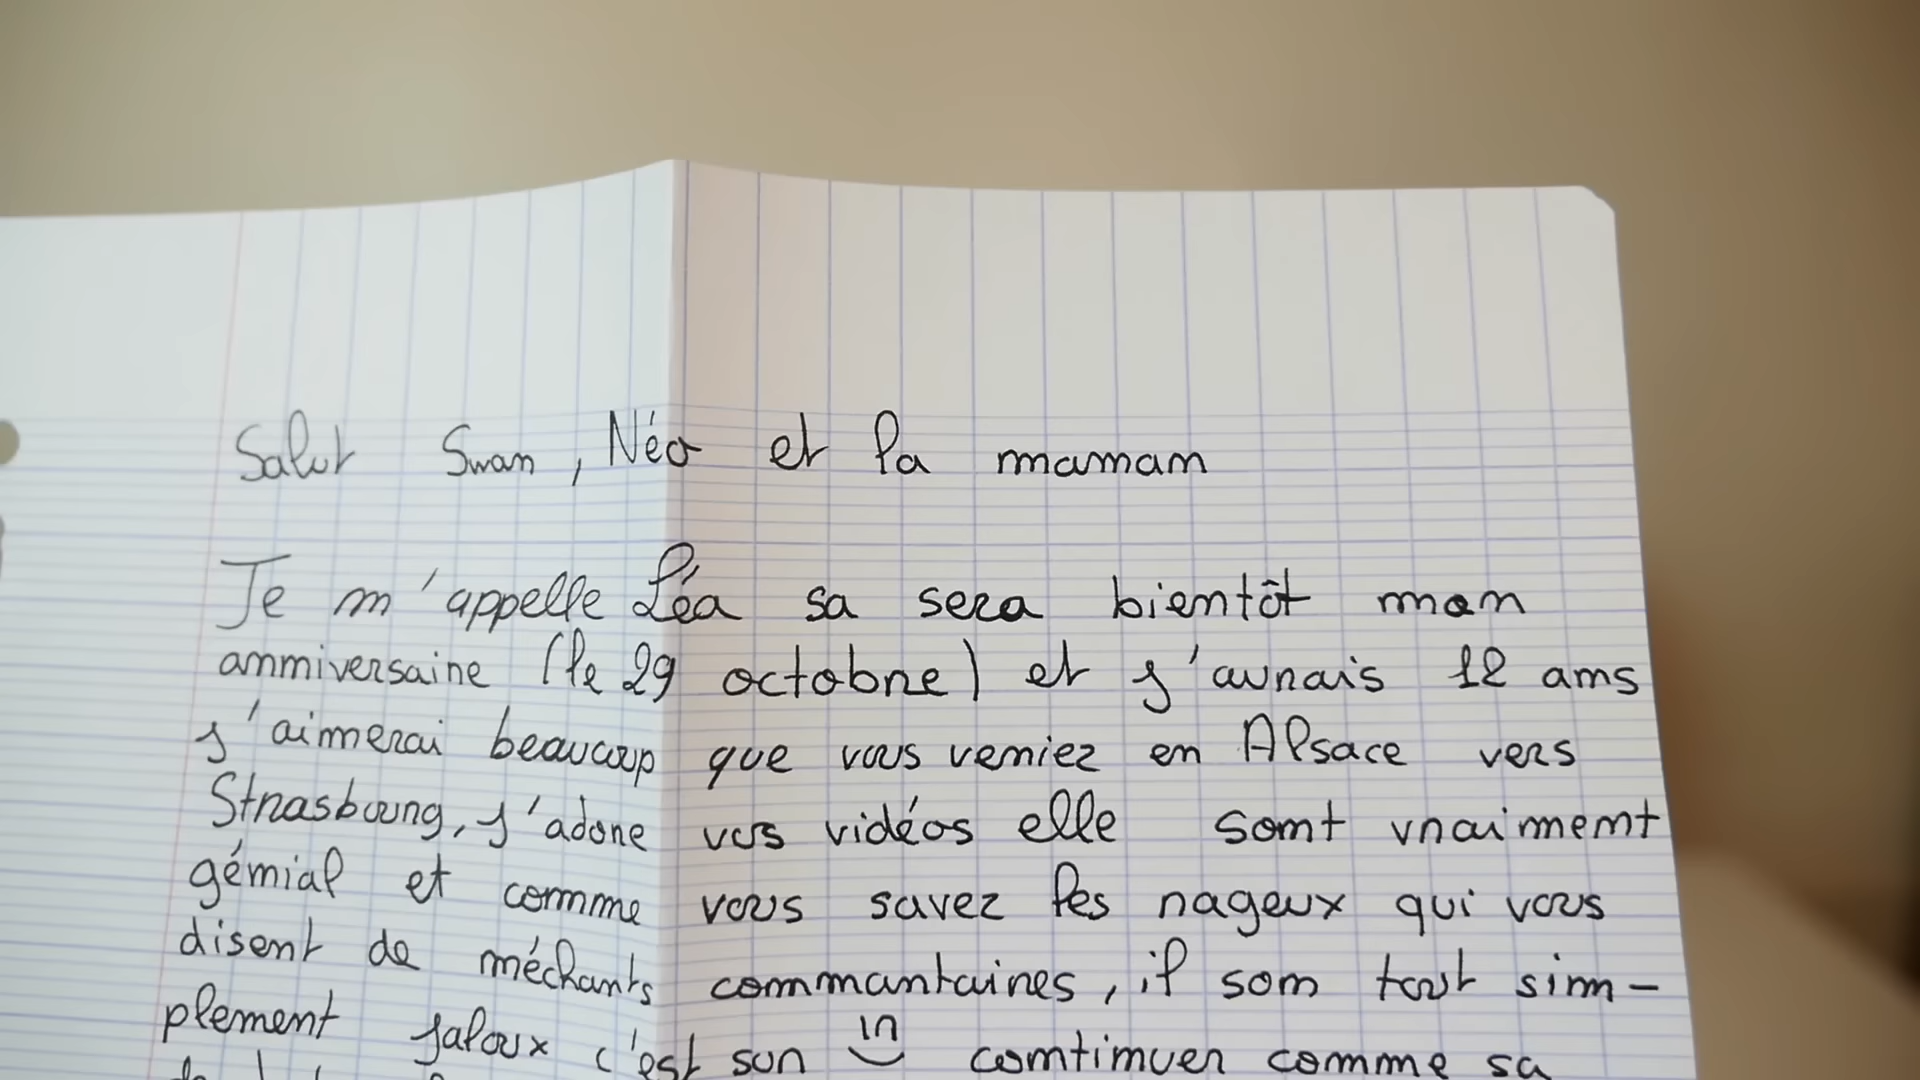 Salut Swan, Néo et la maman
Je m'appelle Léa sa sera bientôt mon
anniversaire (le 29 octobre) et j'aurais 12 ans
j'aimerai beaucoup que vous veniez en Alsace vers
Strasbourg, j'adore vos vidéos elle sont vraiment
génial et comme vous savez les rageux qui vous
disent de méchants commantaires, il son tout sim-
plement jaloux c'est sur continuer comme sa